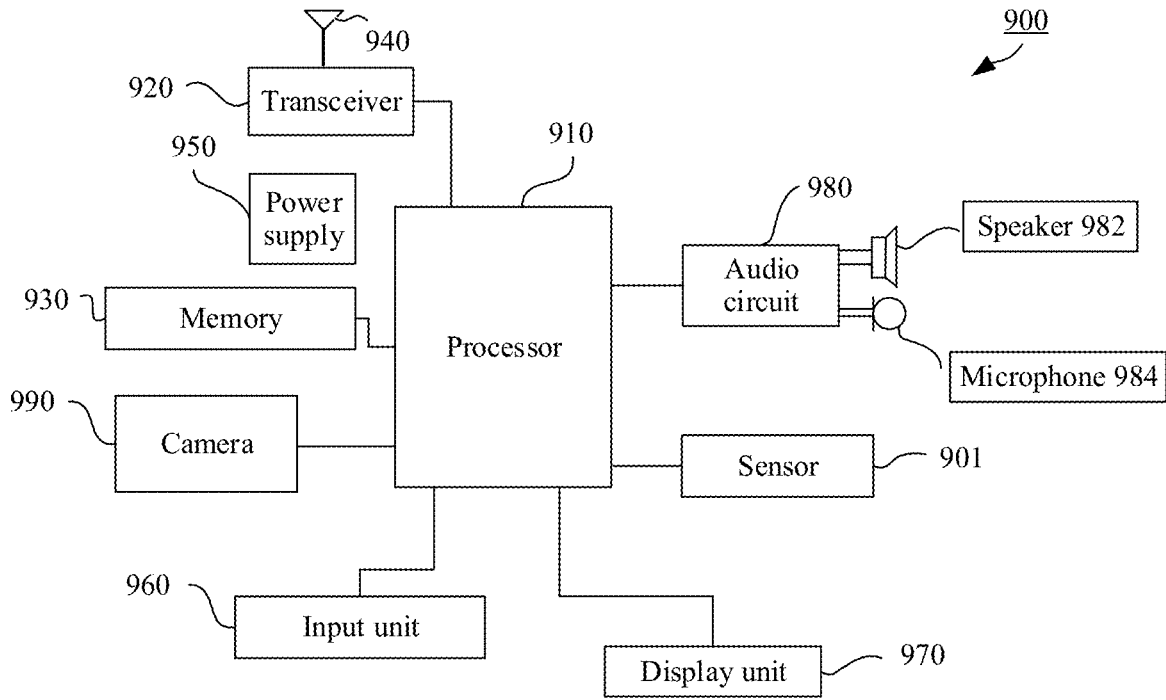 900
940
920
Transceiver
950
910
Power
supply
980
Speaker 982
Audio
circuit
930
Memory
Processor
Microphone 984
990
Camera
Sensor
901
960
Input unit
Display unit
970